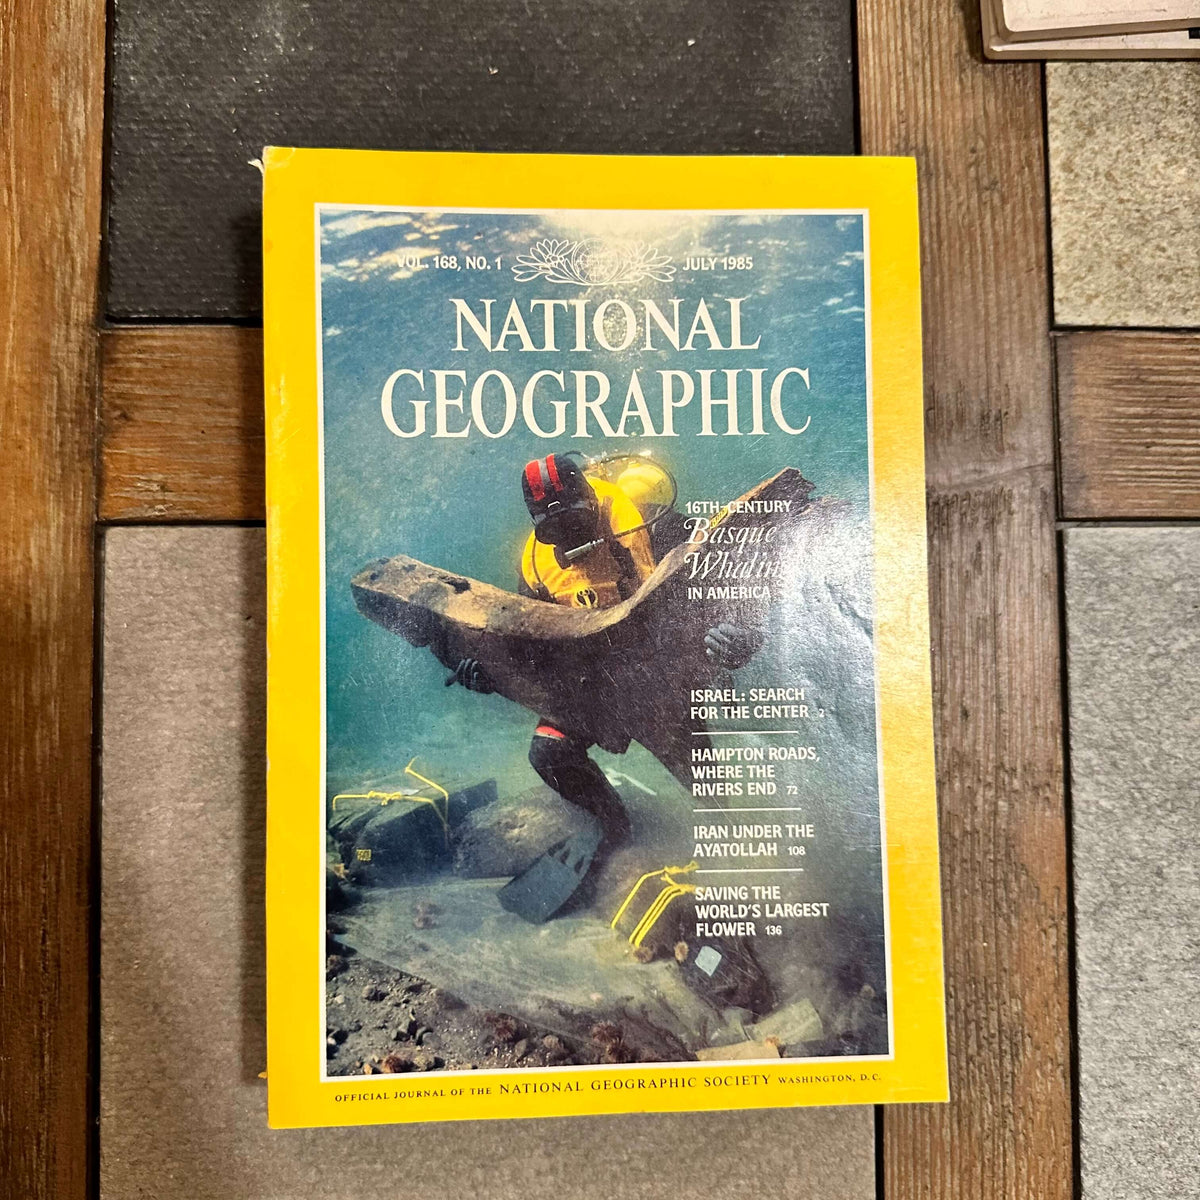 VOL. 168, NO. 1
JULY 1985
NATIONAL
GEOGRAPHIC
16TH-CENTURY
Basque
Whaling
IN AMERICA
ISRAEL: SEARCH
FOR THE CENTER 2
HAMPTON ROADS,
WHERE THE
RIVERS END 72
IRAN UNDER THE
AYATOLLAH 108
SAVING THE
WORLD'S LARGEST
FLOWER 136
OFFICIAL JOURNAL OF THE NATIONAL GEOGRAPHIC SOCIETY WASHINGTON, D.C.